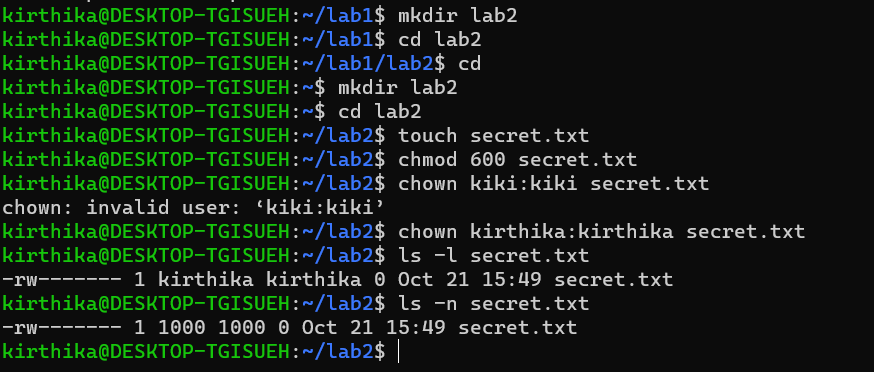 kirthika@DESKTOP-TGISUEH:~/lab1$ mkdir lab2
kirthika@DESKTOP-TGISUEH:~/lab1$ cd lab2
kirthika@DESKTOP-TGISUEH:~/lab1/lab2$ cd
kirthika@DESKTOP-TGISUEH:~$ mkdir lab2
kirthika@DESKTOP-TGISUEH:~$ cd lab2
kirthika@DESKTOP-TGISUEH:~/lab2$ touch secret.txt
kirthika@DESKTOP-TGISUEH:~/lab2$ chmod 600 secret.txt
kirthika@DESKTOP-TGISUEH:~/lab2$ chown kiki:kiki secret.txt
chown: invalid user: ‘kiki:kiki’
kirthika@DESKTOP-TGISUEH:~/lab2$ chown kirthika:kirthika secret.txt
kirthika@DESKTOP-TGISUEH:~/lab2$ ls -l secret.txt
-rw------- 1 kirthika kirthika 0 Oct 21 15:49 secret.txt
kirthika@DESKTOP-TGISUEH:~/lab2$ ls -n secret.txt
-rw------- 1 1000 1000 0 Oct 21 15:49 secret.txt
kirthika@DESKTOP-TGISUEH:~/lab2$